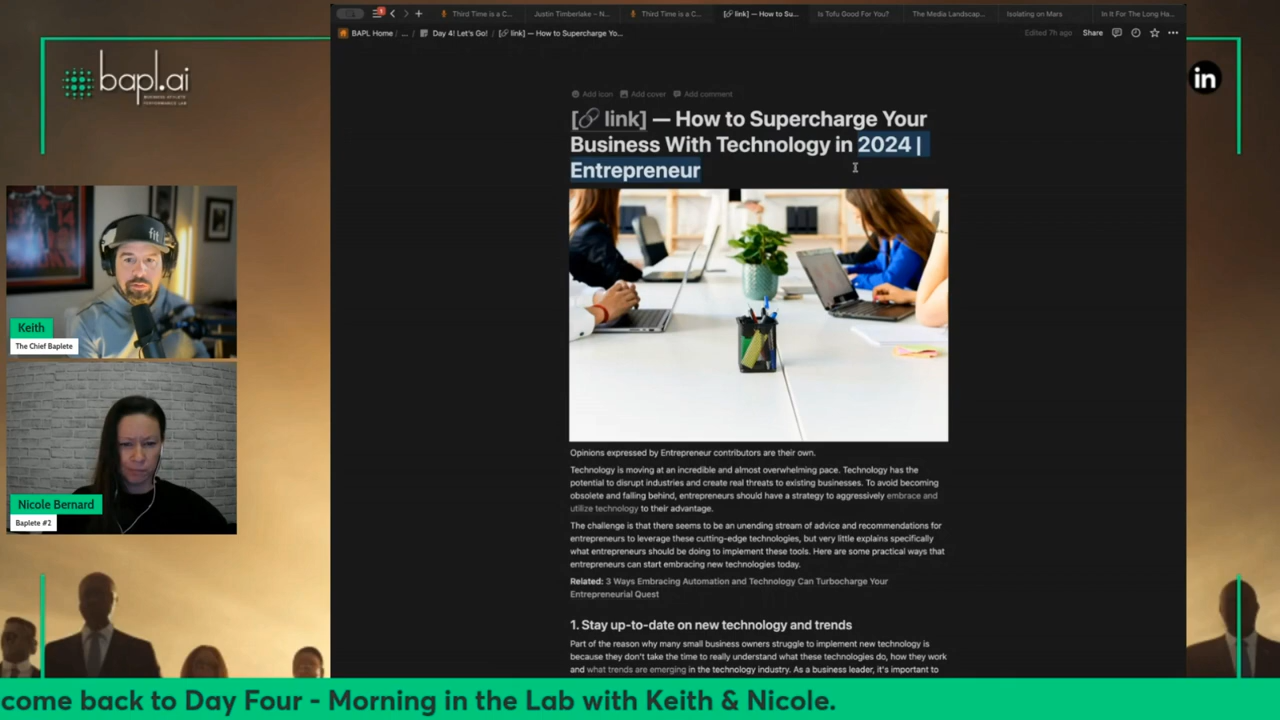 bapl.ai
BUSINESS ATHLETE
PERFORMANCE LAB
in
fit
Keith
The Chief Baplete
Nicole Bernard
Baplete #2
Third Time is a C...
Justin Timberlake – N...
Third Time is a C...
[ link] — How to Su...
Is Tofu Good For You?
The Media Landscap...
Isolating on Mars
In It For The Long Ha...
BAPL Home / ... / Day 4! Let's Go! / [ link] — How to Supercharge Yo...
Edited 7h ago
Share
Add icon
Add cover
Add comment
[ link] — How to Supercharge Your
Business With Technology in 2024 |
Entrepreneur
Opinions expressed by Entrepreneur contributors are their own.
Technology is moving at an incredible and almost overwhelming pace. Technology has the
potential to disrupt industries and create real threats to existing businesses. To avoid becoming
obsolete and falling behind, entrepreneurs should have a strategy to aggressively embrace and
utilize technology to their advantage.
The challenge is that there seems to be an unending stream of advice and recommendations for
entrepreneurs to leverage these cutting-edge technologies, but very little explains specifically
what entrepreneurs should be doing to implement these tools. Here are some practical ways that
entrepreneurs can start embracing new technologies today.
Related: 3 Ways Embracing Automation and Technology Can Turbocharge Your
Entrepreneurial Quest
1. Stay up-to-date on new technology and trends
Part of the reason why many small business owners struggle to implement new technology is
because they don't take the time to really understand what these technologies do, how they work
and what trends are emerging in the technology industry. As a business leader, it's important to
come back to Day Four - Morning in the Lab with Keith & Nicole.